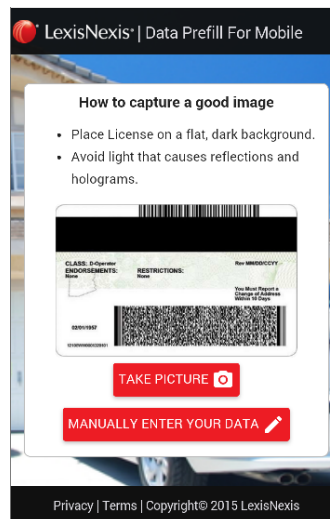 LexisNexis® | Data Prefill For Mobile
How to capture a good image
• Place License on a flat, dark background.
• Avoid light that causes reflections and
holograms.
CLASS: D-Operator
ENDORSEMENTS: RESTRICTIONS:
None None
Rev MM/DD/CCYY
You Must Report a
Change of Address
Within 10 Days
02/01/1957
TAKE PICTURE
MANUALLY ENTER YOUR DATA
Privacy | Terms | Copyright© 2015 LexisNexis